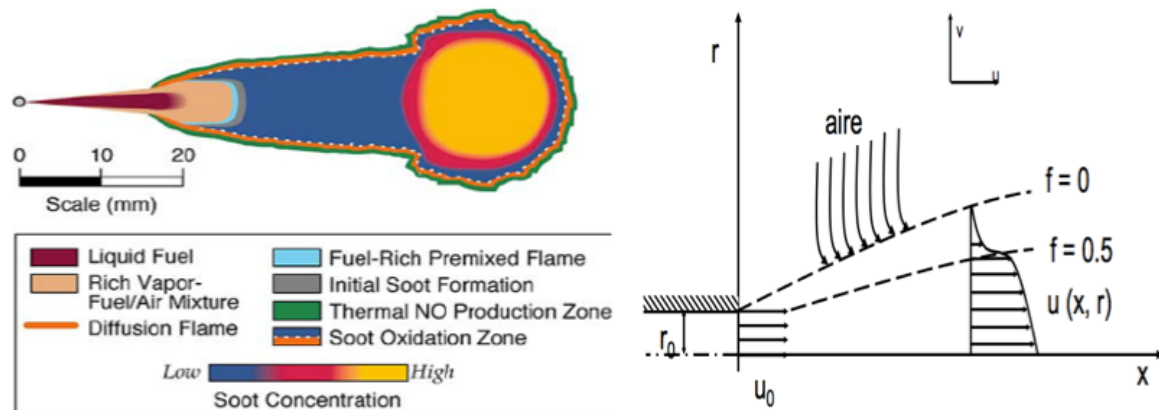 0 10 20
Scale (mm)
Liquid Fuel
Rich Vapor-
Fuel/Air Mixture
Diffusion Flame
Fuel-Rich Premixed Flame
Initial Soot Formation
Thermal NO Production Zone
Soot Oxidation Zone
Low High
Soot Concentration
r
v
u
aire
f = 0
f = 0.5
u (x, r)
r0
u0
x